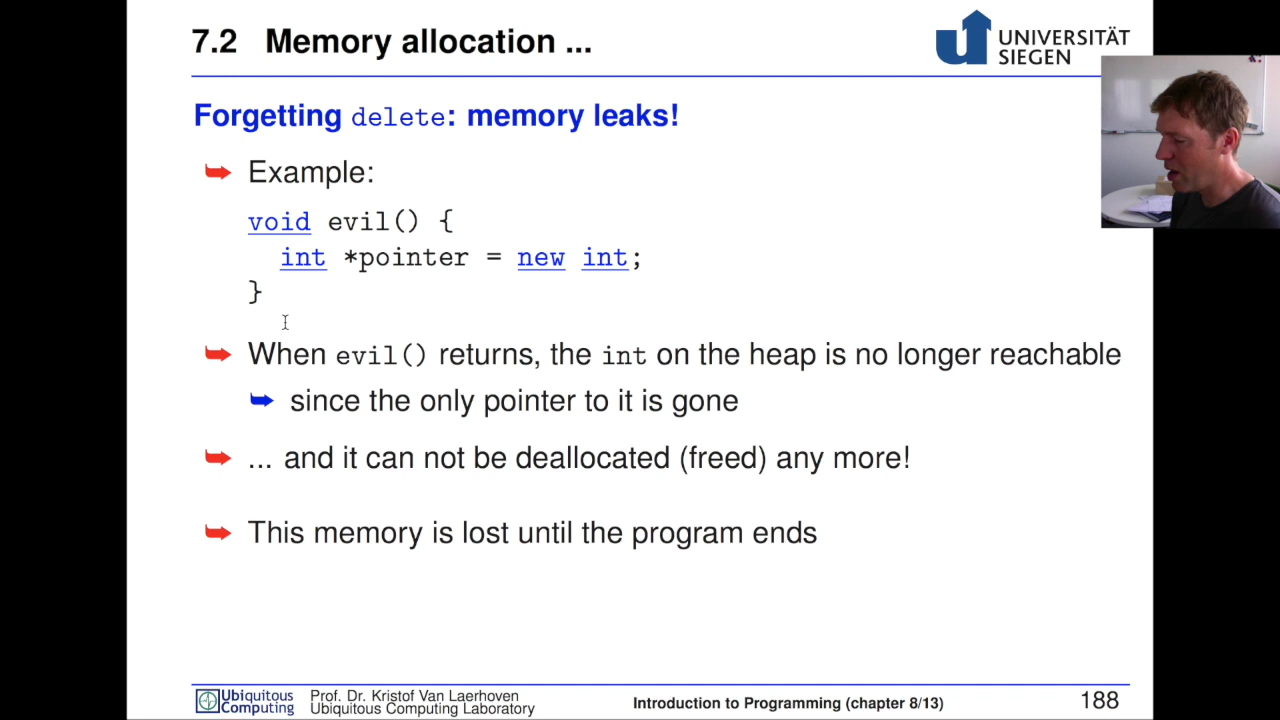 7.2 Memory allocation ...
UNIVERSITÄT
SIEGEN
Forgetting delete: memory leaks!
Example:
void evil() {
int *pointer = new int;
}
When evil() returns, the int on the heap is no longer reachable
since the only pointer to it is gone
... and it can not be deallocated (freed) any more!
This memory is lost until the program ends
Ubiquitous
Computing
Prof. Dr. Kristof Van Laerhoven
Ubiquitous Computing Laboratory
Introduction to Programming (chapter 8/13)
188